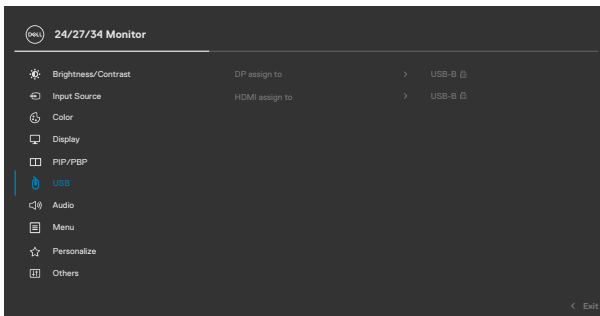 DELL 24/27/34 Monitor
Brightness/Contrast DP assign to > USB-B
Input Source HDMI assign to > USB-B
Color
Display
PIP/PBP
USB
Audio
Menu
Personalize
Others
< Exit